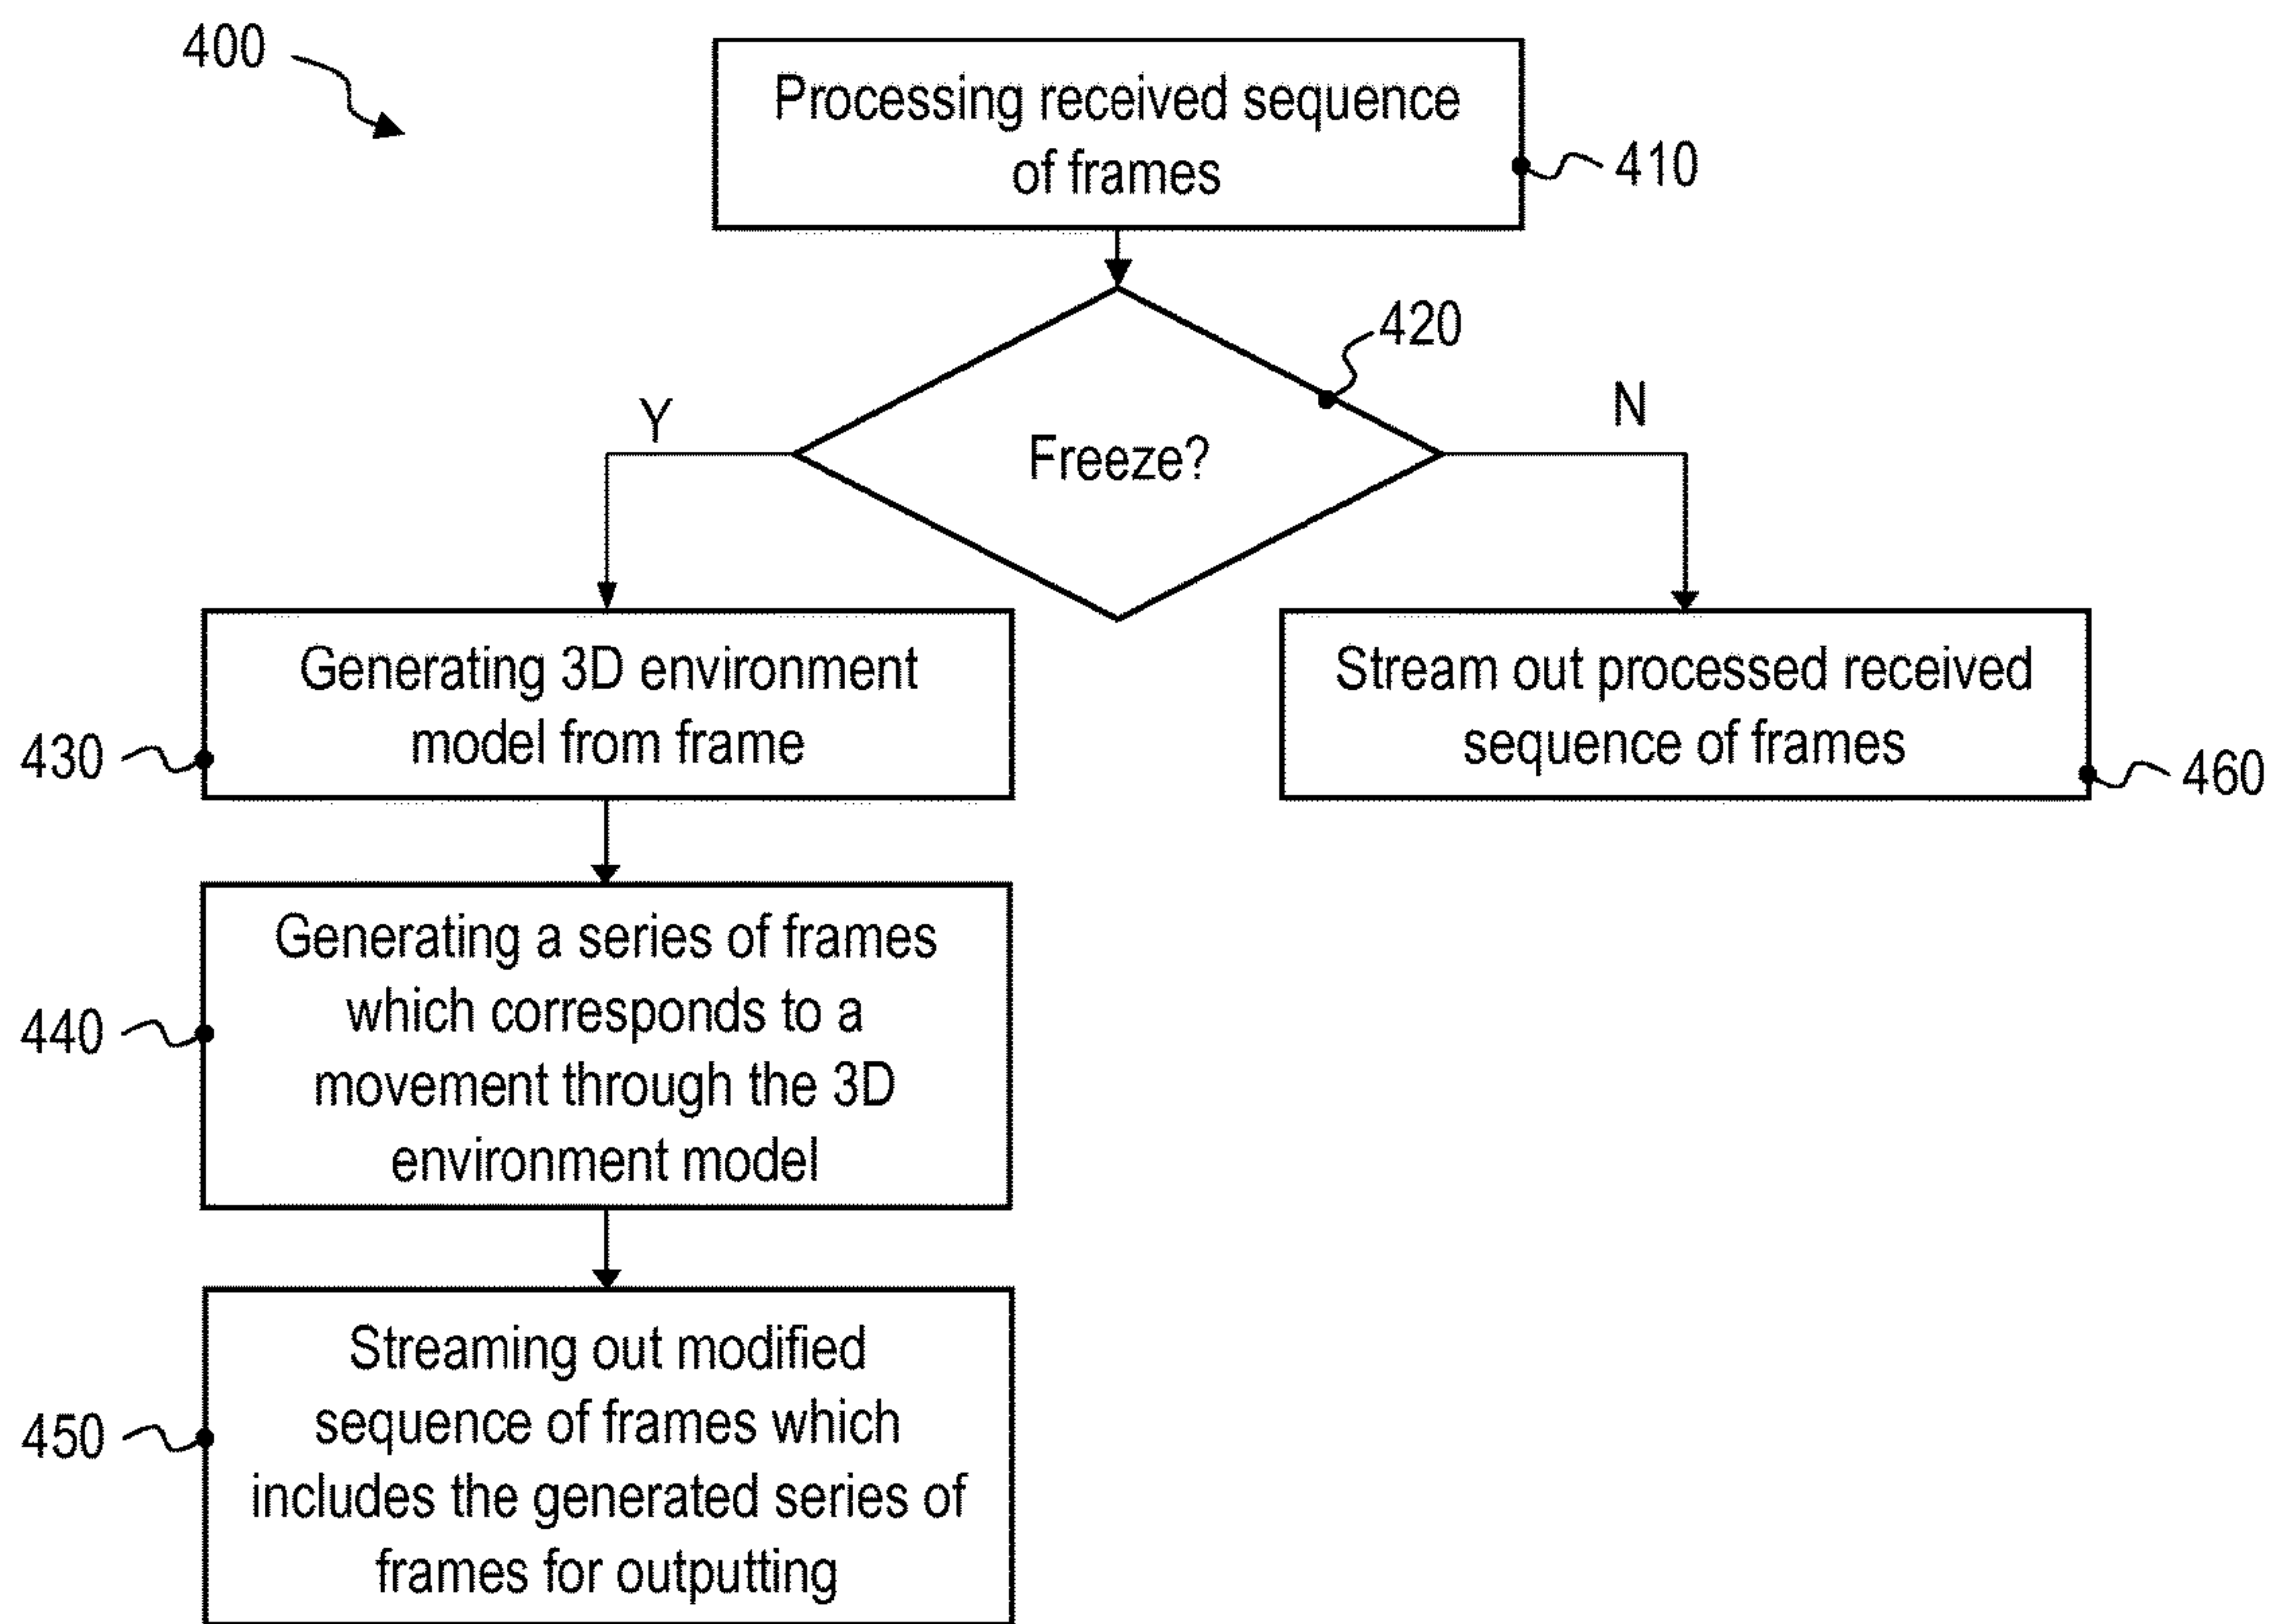 400
Processing received sequence
of frames
410
420
Y
N
Freeze?
Generating 3D environment
model from frame
430
Stream out processed received
sequence of frames
460
Generating a series of frames
which corresponds to a
movement through the 3D
environment model
440
Streaming out modified
sequence of frames which
includes the generated series of
frames for outputting
450